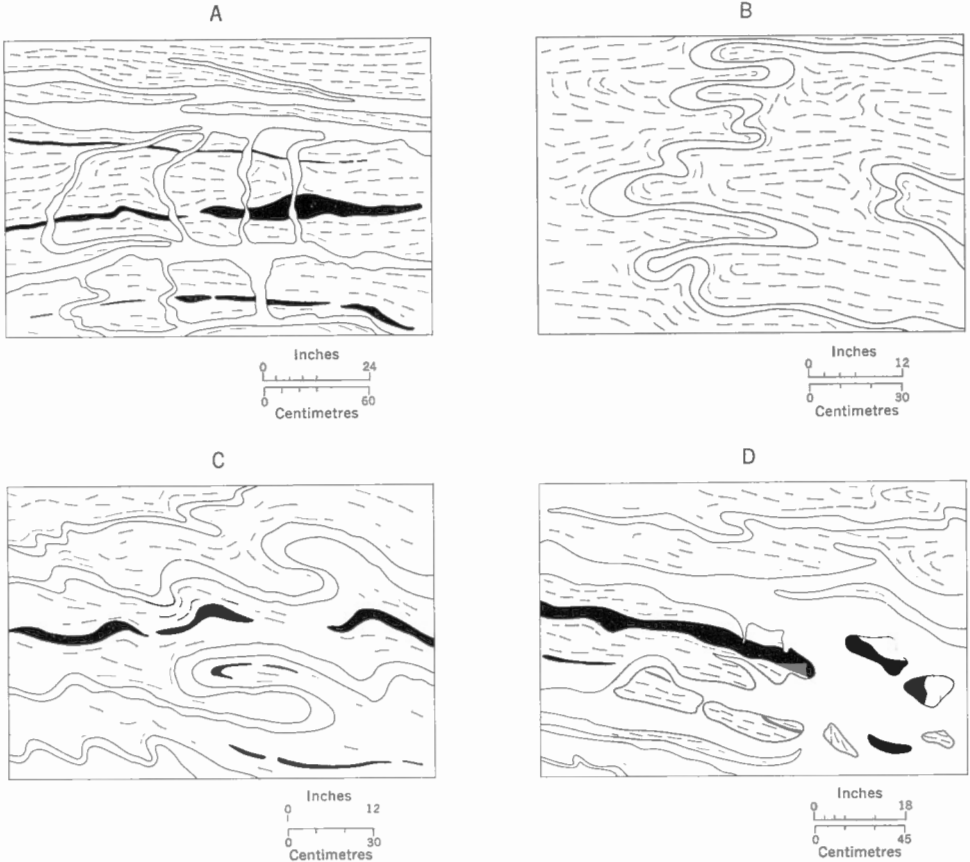 A
B
Inches
0 24
0 60
Centimetres
Inches
0 12
0 30
Centimetres
C
D
Inches
0 12
0 30
Centimetres
Inches
0 18
0 45
Centimetres